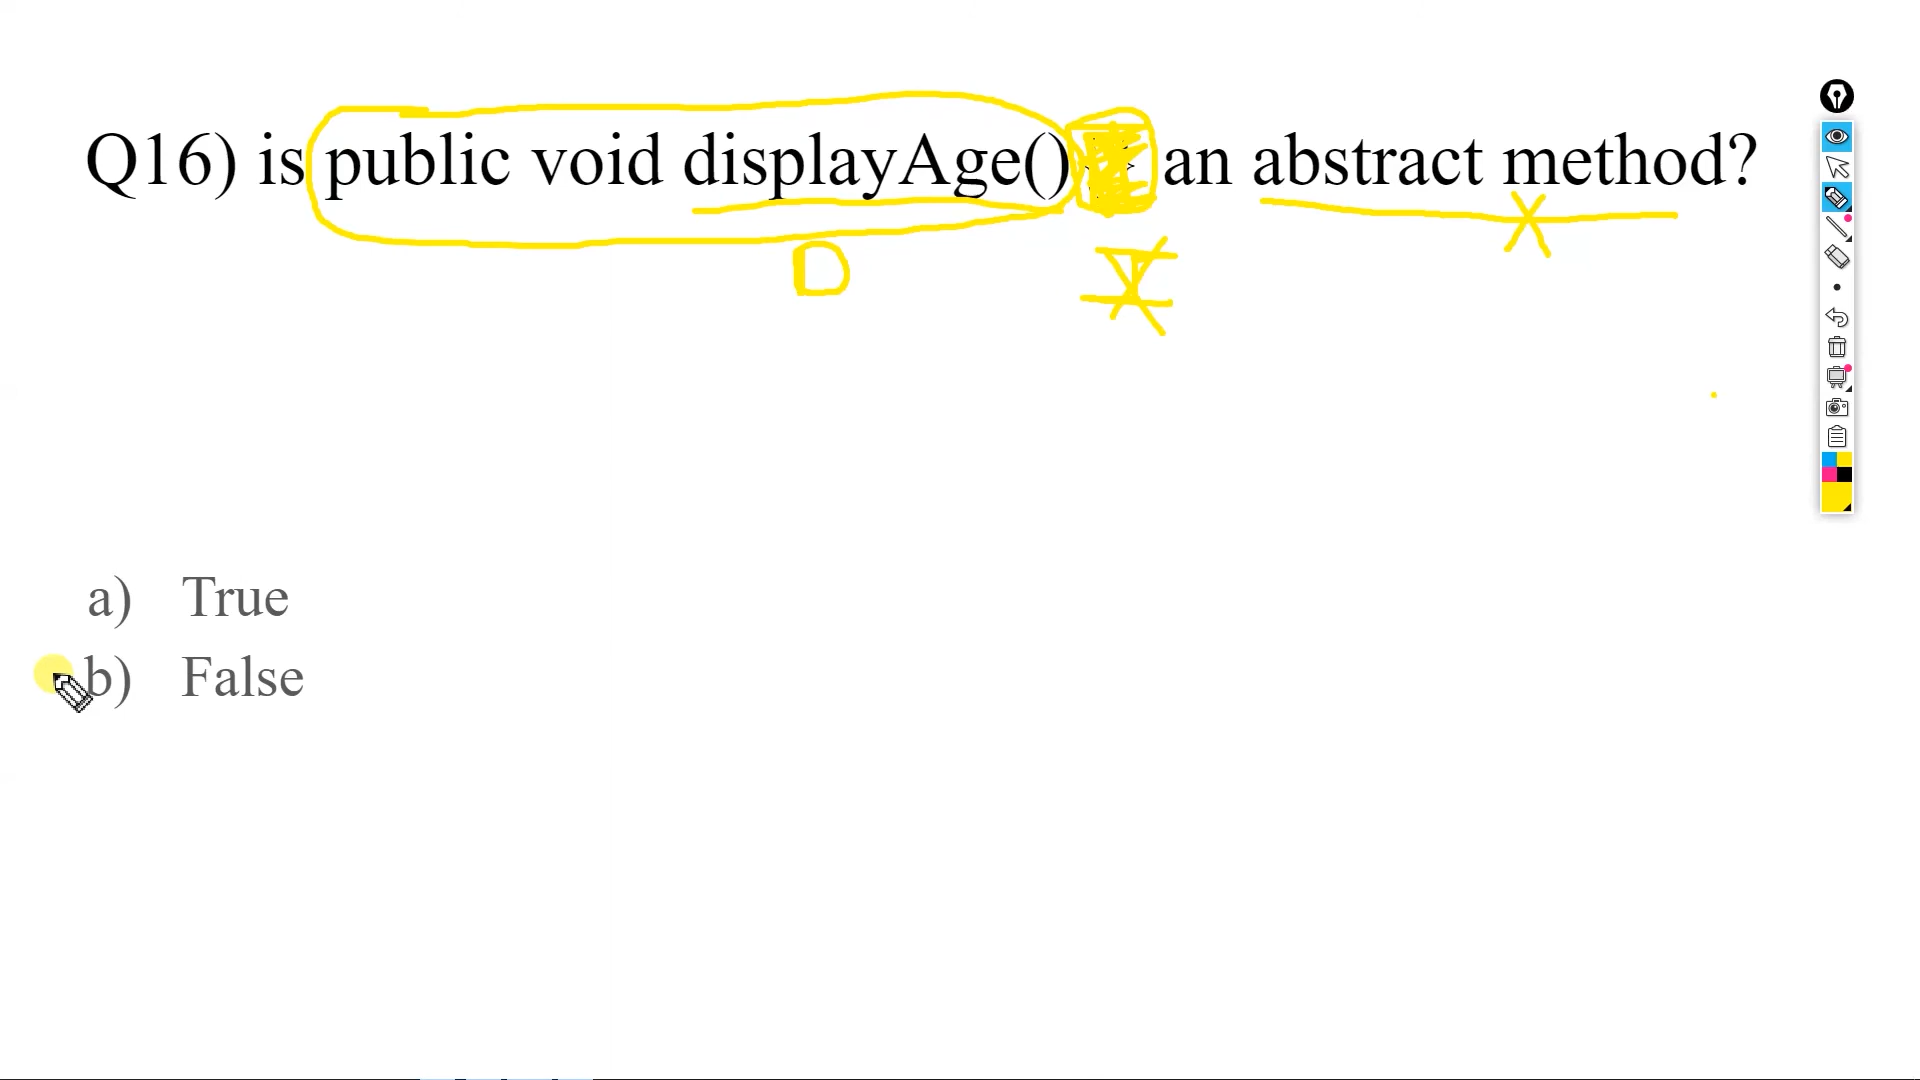 Q16) is public void displayAge() an abstract method?
D I
a) True
b) False